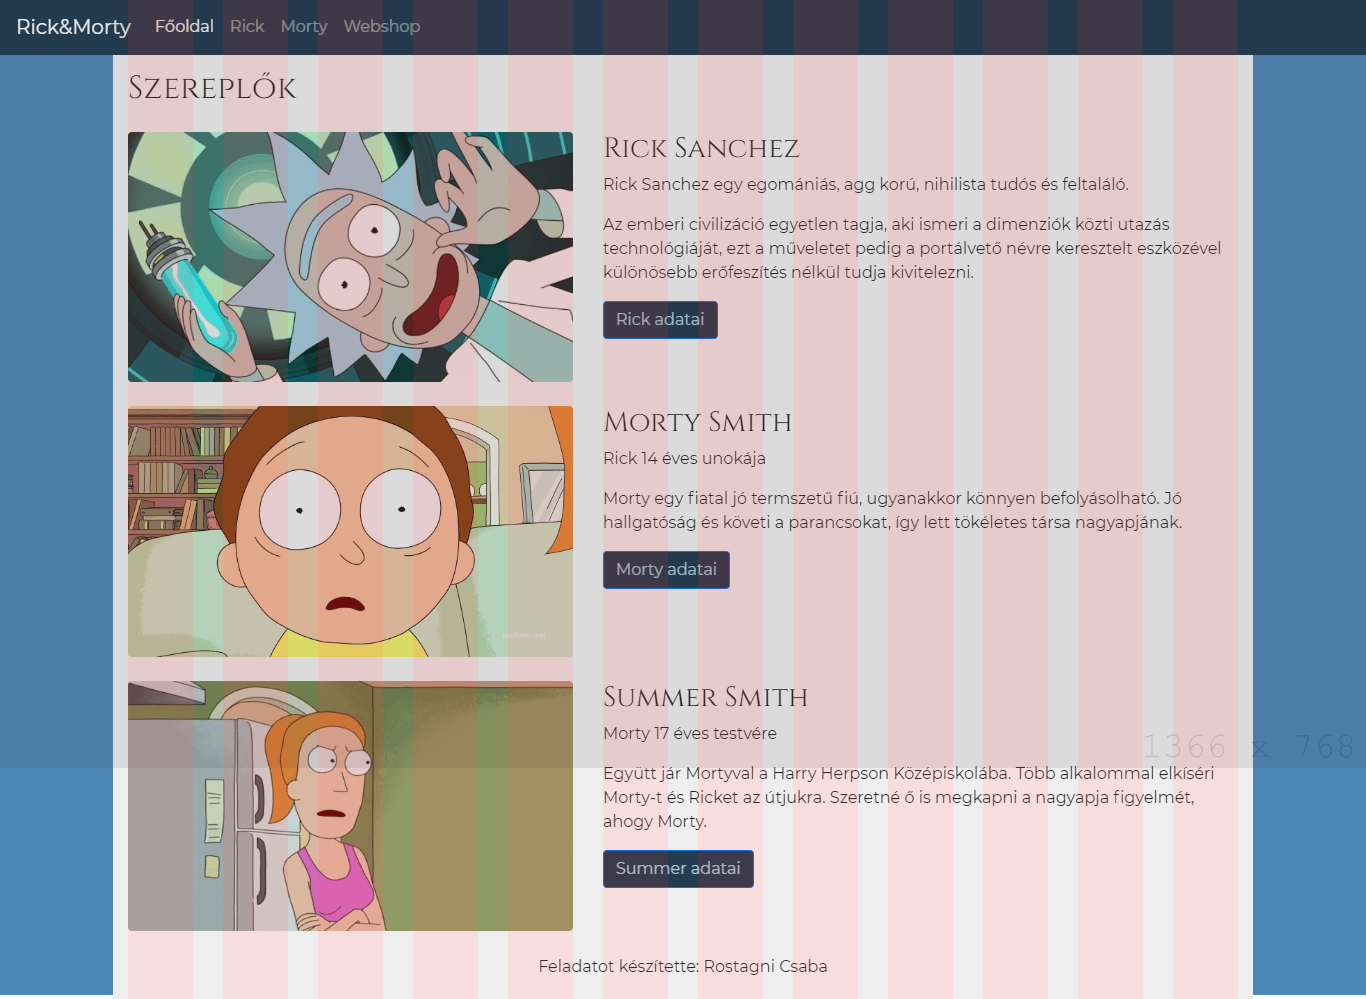 Rick&Morty Főoldal Rick Morty Webshop
Szereplők
Rick Sanchez
Rick Sanchez egy egomániás, agg korú, nihilista tudós és feltaláló.
Az emberi civilizáció egyetlen tagja, aki ismeri a dimenziók közti utazás
technológiáját, ezt a műveletet pedig a portálvető névre keresztelt eszközével
különösebb erőfeszítés nélkül tudja kivitelezni.
Rick adatai
Morty Smith
Rick 14 éves unokája
Morty egy fiatal jó termszetű fiú, ugyanakkor könnyen befolyásolható. Jó
hallgatóság és követi a parancsokat, így lett tökéletes társa nagyapjának.
Morty adatai
Summer Smith
Morty 17 éves testvére
1366 x 768
Együtt jár Mortyval a Harry Herpson Középiskolába. Több alkalommal elkíséri
Morty-t és Ricket az útjukra. Szeretné ő is megkapni a nagyapja figyelmét,
ahogy Morty.
Summer adatai
Feladatot készítette: Rostagni Csaba